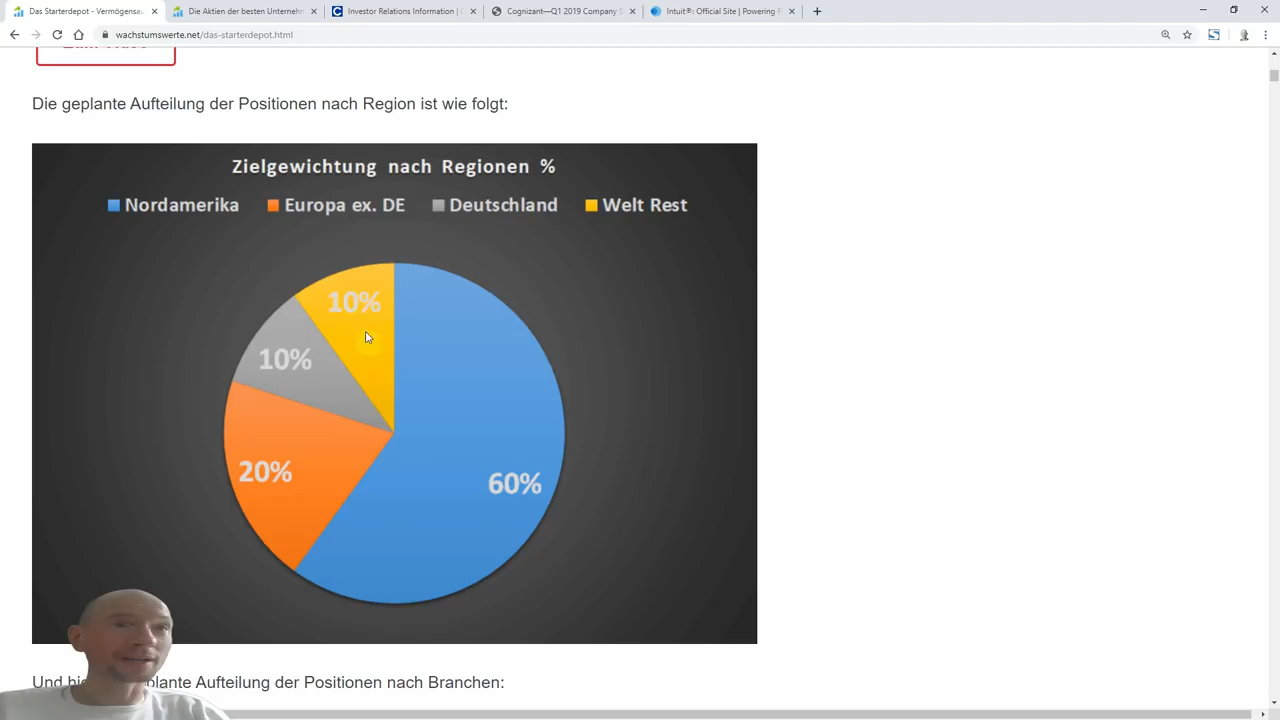 Das Starterdepot - Vermögensau
Die Aktien der besten Unterneh
Investor Relations Information | C
Cognizant—Q1 2019 Company S
Intuit®: Official Site | Powering P
wachstumswerte.net/das-starterdepot.html
Die geplante Aufteilung der Positionen nach Region ist wie folgt:
Zielgewichtung nach Regionen %
Nordamerika Europa ex. DE Deutschland Welt Rest
10%
10%
20%
60%
Und plante Aufteilung der Positionen nach Branchen: